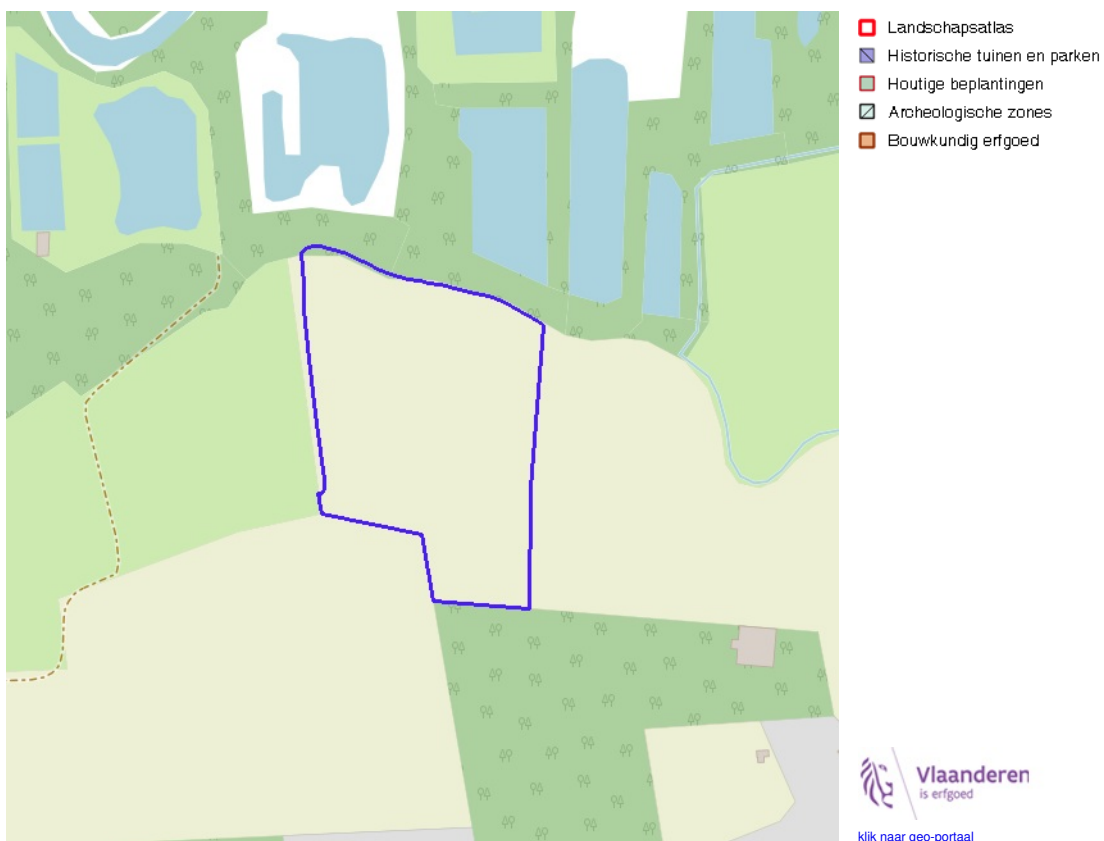 Landschapsatlas
Historische tuinen en parken
Houtige beplantingen
Archeologische zones
Bouwkundig erfgoed
Vlaanderen
is erfgoed
klik naar geo-portaal